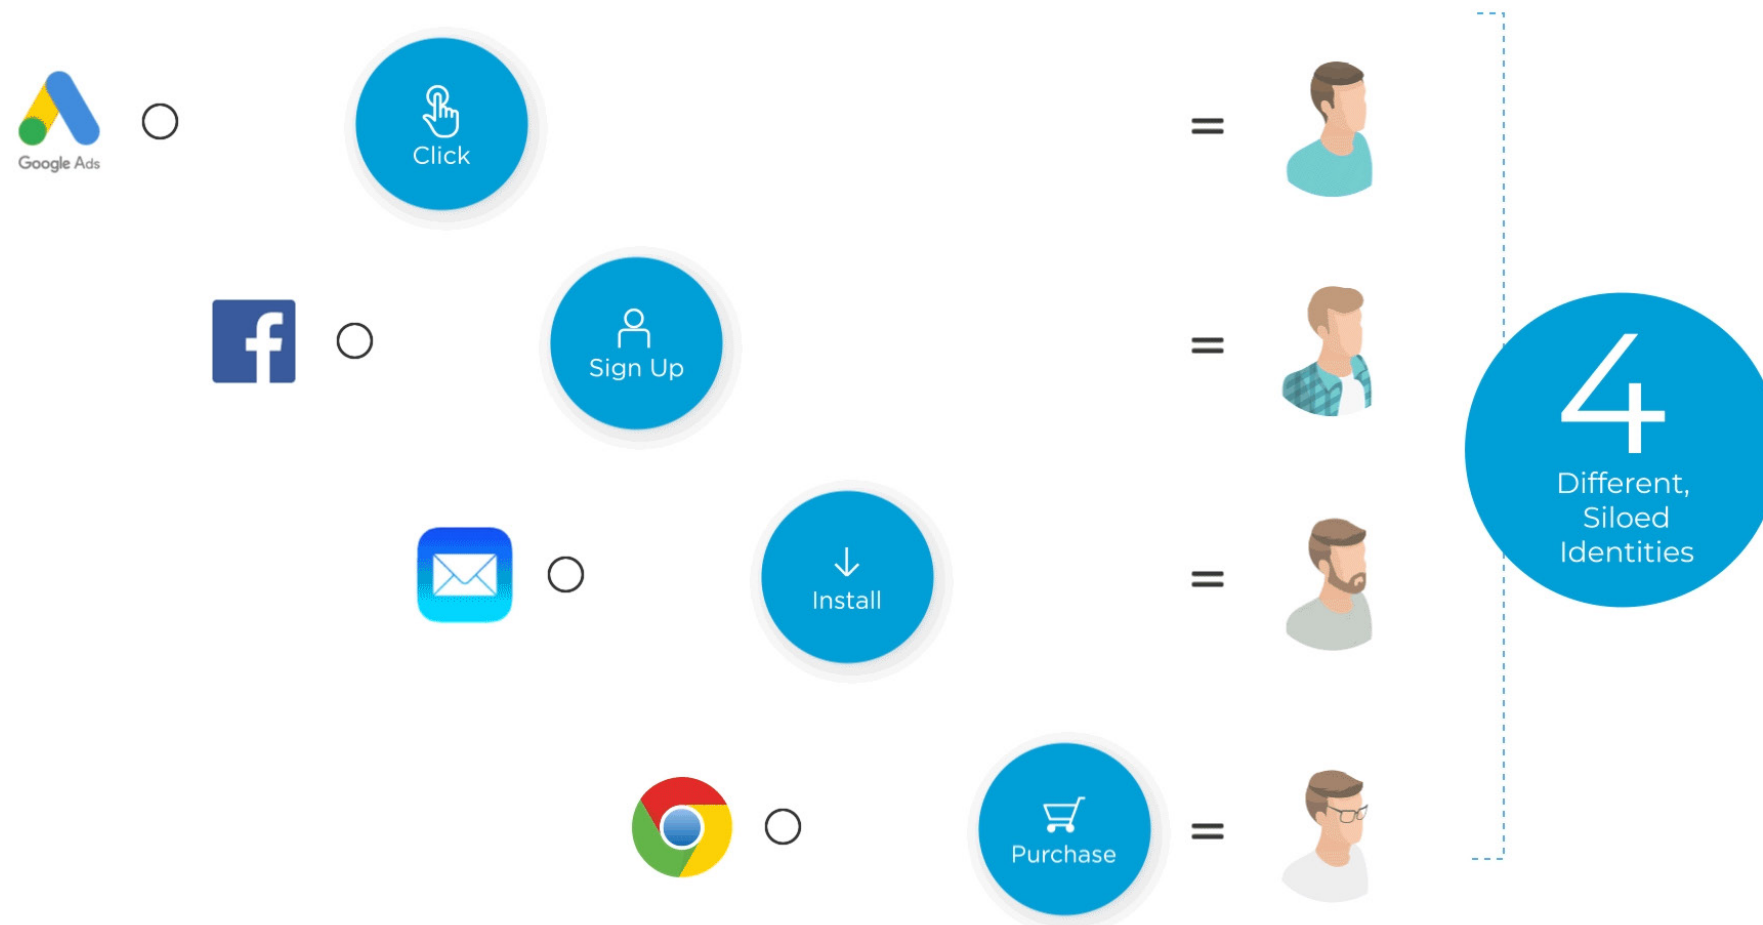 Google Ads
Click
Sign Up
Install
Purchase
4
Different,
Siloed
Identities